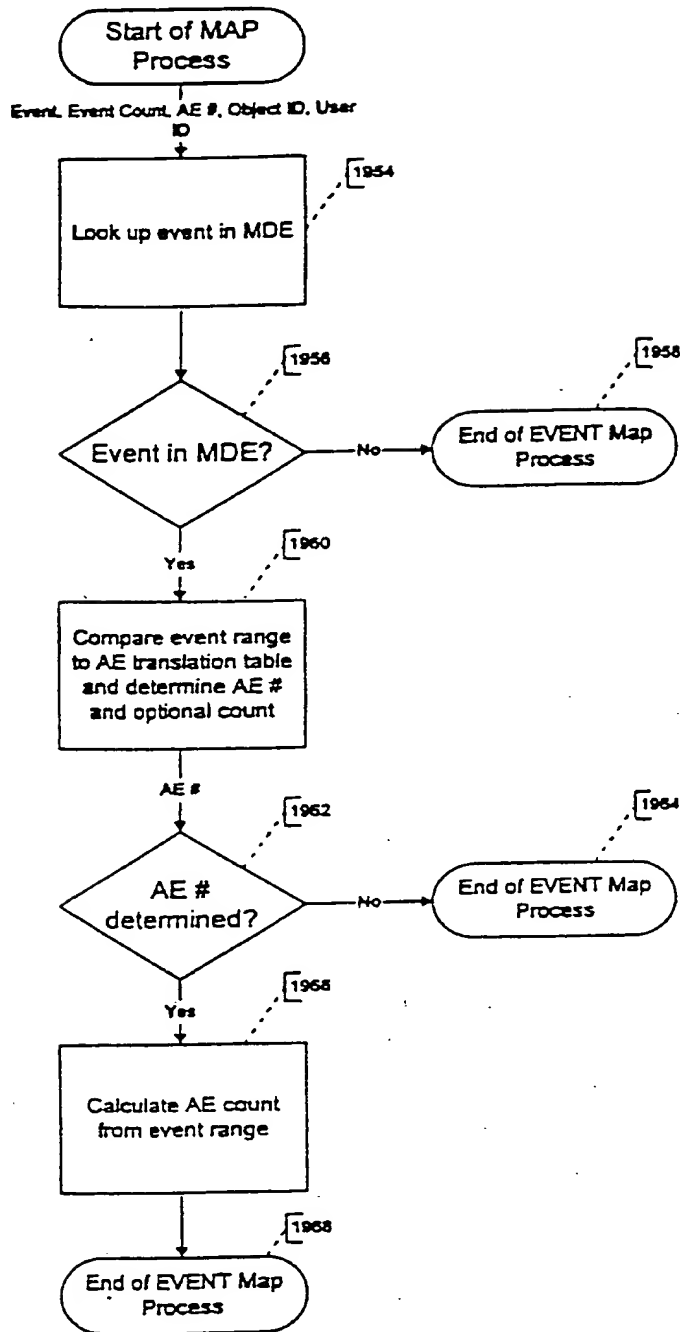 Start of MAP
Process
Event, Event Count, AE #, Object ID, User
ID
1954
Look up event in MDE
1956
1958
Event in MDE?
No
End of EVENT Map
Process
Yes
1960
Compare event range
to AE translation table
and determine AE #
and optional count
AE #
1962
1964
AE #
determined?
No
End of EVENT Map
Process
Yes
1966
Calculate AE count
from event range
1968
End of EVENT Map
Process